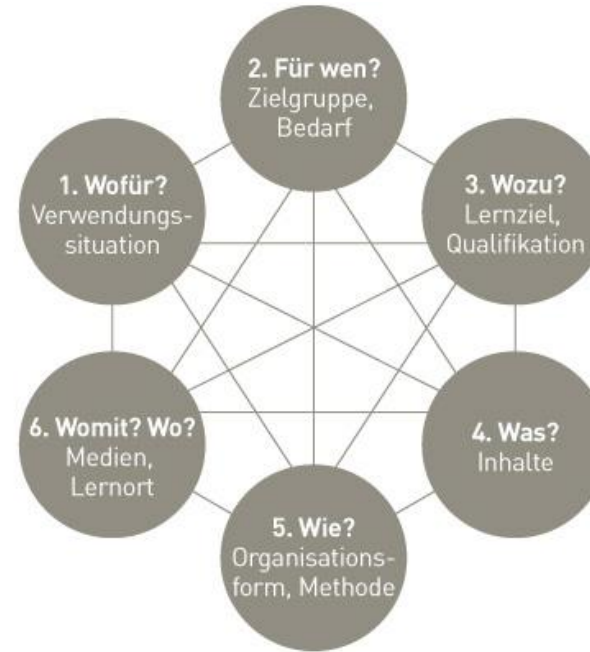 1. Wofür?
Verwendungs-
situation
2. Für wen?
Zielgruppe,
Bedarf
3. Wozu?
Lernziel,
Qualifikation
4. Was?
Inhalte
5. Wie?
Organisations-
form, Methode
6. Womit? Wo?
Medien,
Lernort